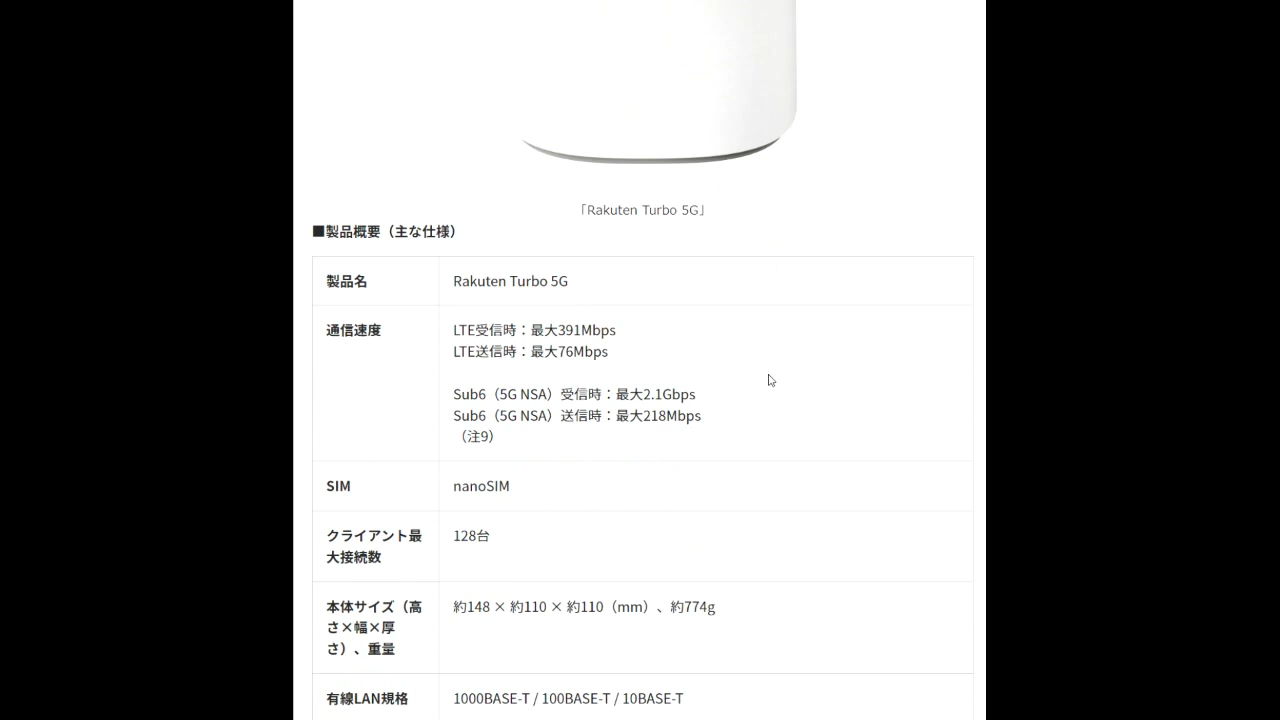 「Rakuten Turbo 5G」
■製品概要（主な仕様）
製品名
Rakuten Turbo 5G
通信速度
LTE受信時：最大391Mbps
LTE送信時：最大76Mbps
Sub6（5G NSA）受信時：最大2.1Gbps
Sub6（5G NSA）送信時：最大218Mbps
（注9）
SIM
nanoSIM
クライアント最
大接続数
128台
本体サイズ（高
さ×幅×厚
さ）、重量
約148 × 約110 × 約110（mm）、約774g
有線LAN規格
1000BASE-T / 100BASE-T / 10BASE-T